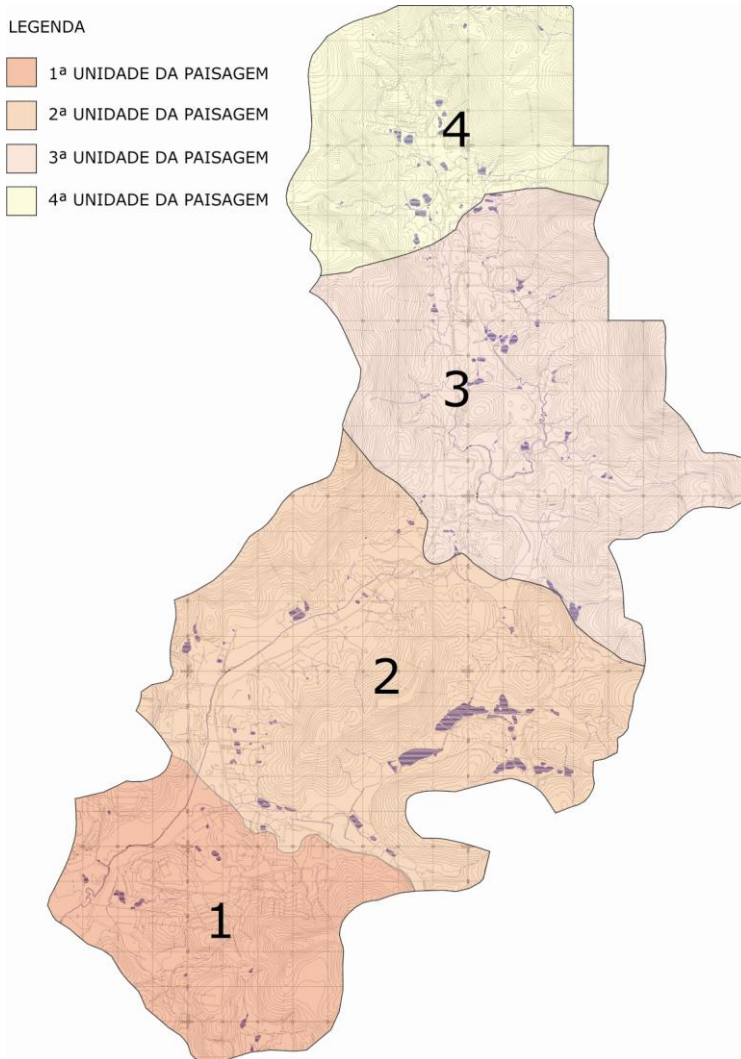 LEGENDA
1ª UNIDADE DA PAISAGEM
2ª UNIDADE DA PAISAGEM
3ª UNIDADE DA PAISAGEM
4ª UNIDADE DA PAISAGEM
4
3
2
1